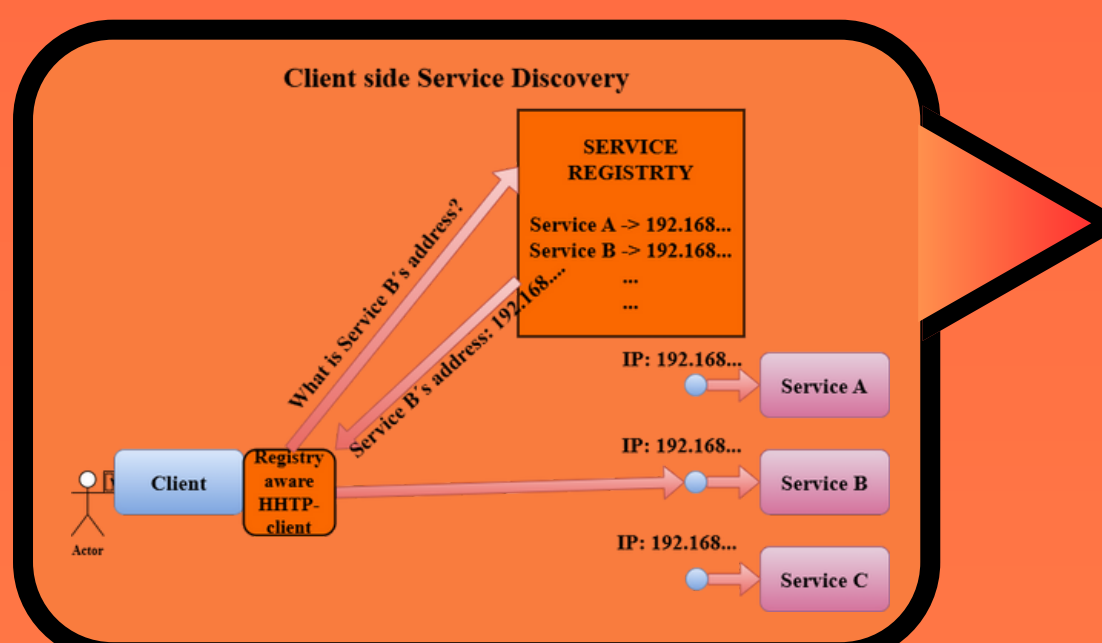 Client side Service Discovery
SERVICE
REGISTRTY
Service A -> 192.168...
Service B -> 192.168...
...
...
What is Service B's address?
Service B's address: 192.168....
IP: 192.168...
Service A
IP: 192.168...
Service B
IP: 192.168...
Service C
Client
Registry
aware
HHTP-
client
Actor